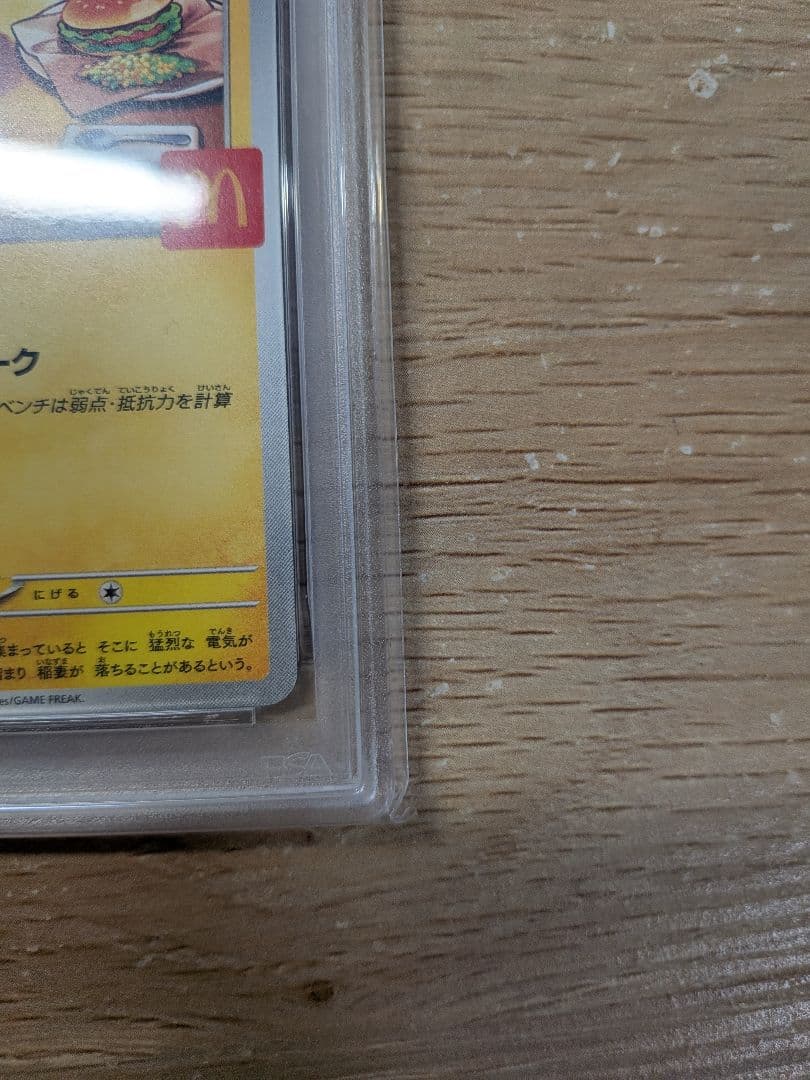 ーク
ベンチは弱点・抵抗力を計算
にげる
集まっていると そこに 猛烈な 電気が
溜まり 稲妻が 落ちることがあるという。
es/GAME FREAK.
PSA